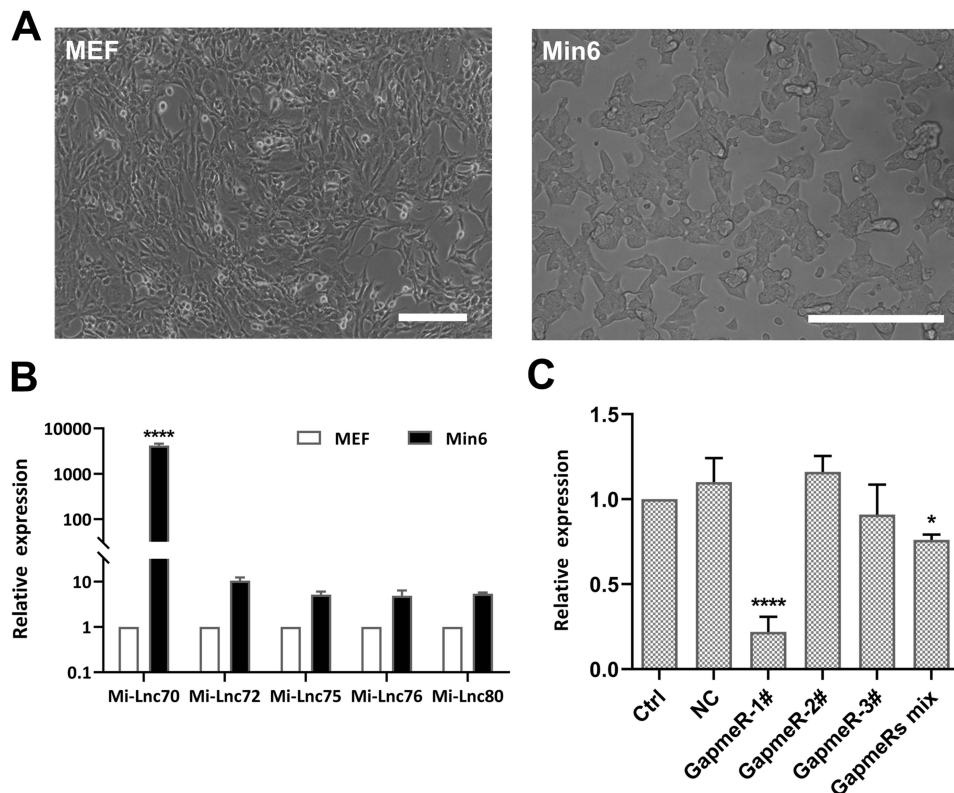 A
MEF
Min6
B
Relative expression
10000
1000
100
10
1
0.1
****
MEF
Min6
Mi-Lnc70
Mi-Lnc72
Mi-Lnc75
Mi-Lnc76
Mi-Lnc80
C
Relative expression
1.5
1.0
0.5
0.0
****
*
Ctrl
NC
GapmeR-1#
GapmeR-2#
GapmeR-3#
GapmeRs mix